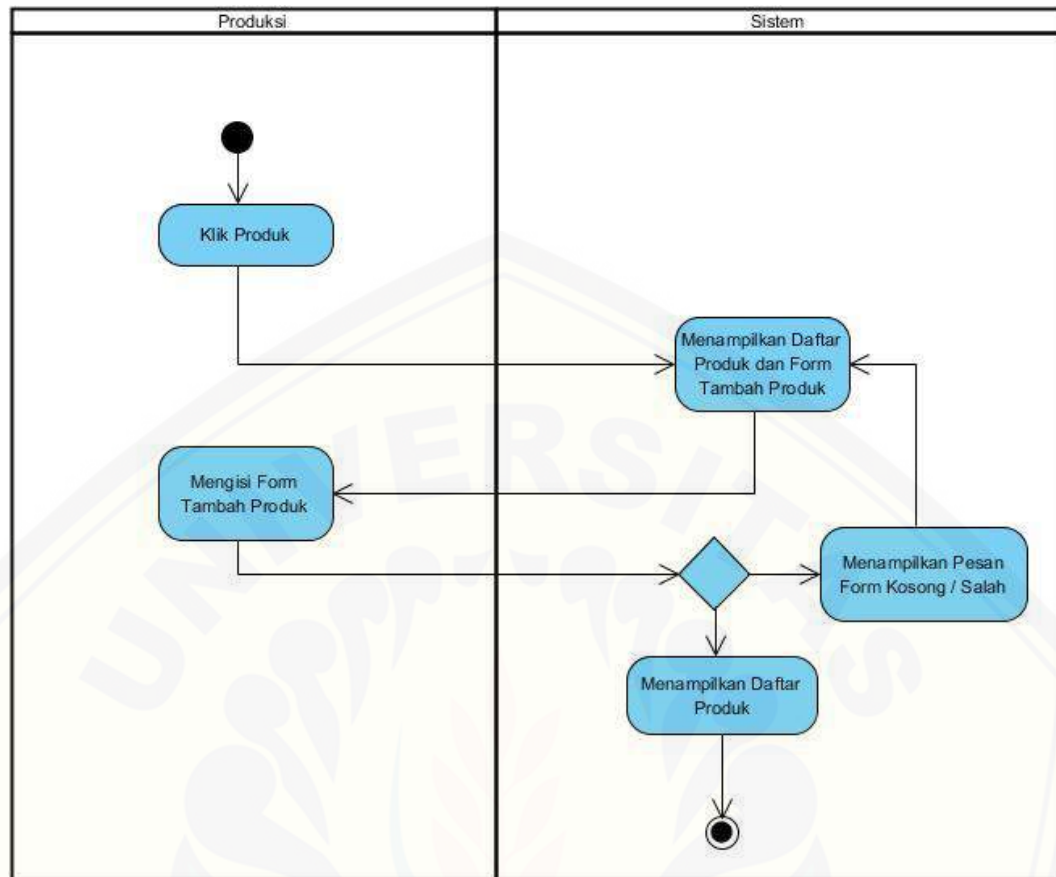 Produksi
Sistem
Klik Produk
Menampilkan Daftar
Produk dan Form
Tambah Produk
Mengisi Form
Tambah Produk
Menampilkan Pesan
Form Kosong / Salah
Menampilkan Daftar
Produk
UNIVERSITAS